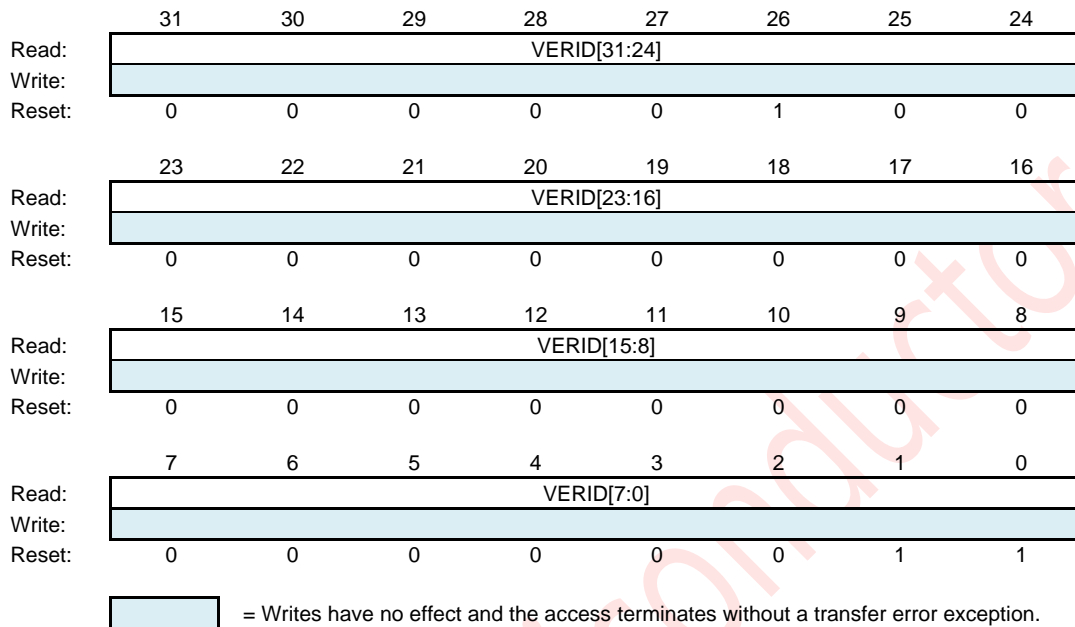 31 30 29 28 27 26 25 24
Read: VERID[31:24]
Write:
Reset: 0 0 0 0 0 1 0 0
23 22 21 20 19 18 17 16
Read: VERID[23:16]
Write:
Reset: 0 0 0 0 0 0 0 0
15 14 13 12 11 10 9 8
Read: VERID[15:8]
Write:
Reset: 0 0 0 0 0 0 0 0
7 6 5 4 3 2 1 0
Read: VERID[7:0]
Write:
Reset: 0 0 0 0 0 0 1 1
= Writes have no effect and the access terminates without a transfer error exception.